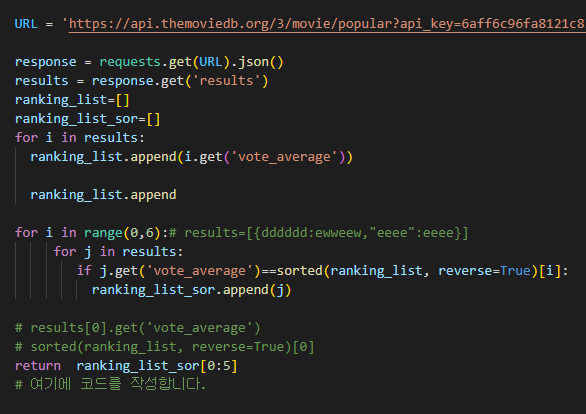 URL = 'https://api.themoviedb.org/3/movie/popular?api_key=6aff6c96fa8121c8
response = requests.get(URL).json()
results = response.get('results')
ranking_list=[]
ranking_list_sor=[]
for i in results:
ranking_list.append(i.get('vote_average'))
ranking_list.append
for i in range(0,6):# results=[{dddddd:ewweew,"eeee":eeee}]
for j in results:
if j.get('vote_average')==sorted(ranking_list, reverse=True)[i]:
ranking_list_sor.append(j)
# results[0].get('vote_average')
# sorted(ranking_list, reverse=True)[0]
return  ranking_list_sor[0:5]
# 여기에 코드를 작성합니다.